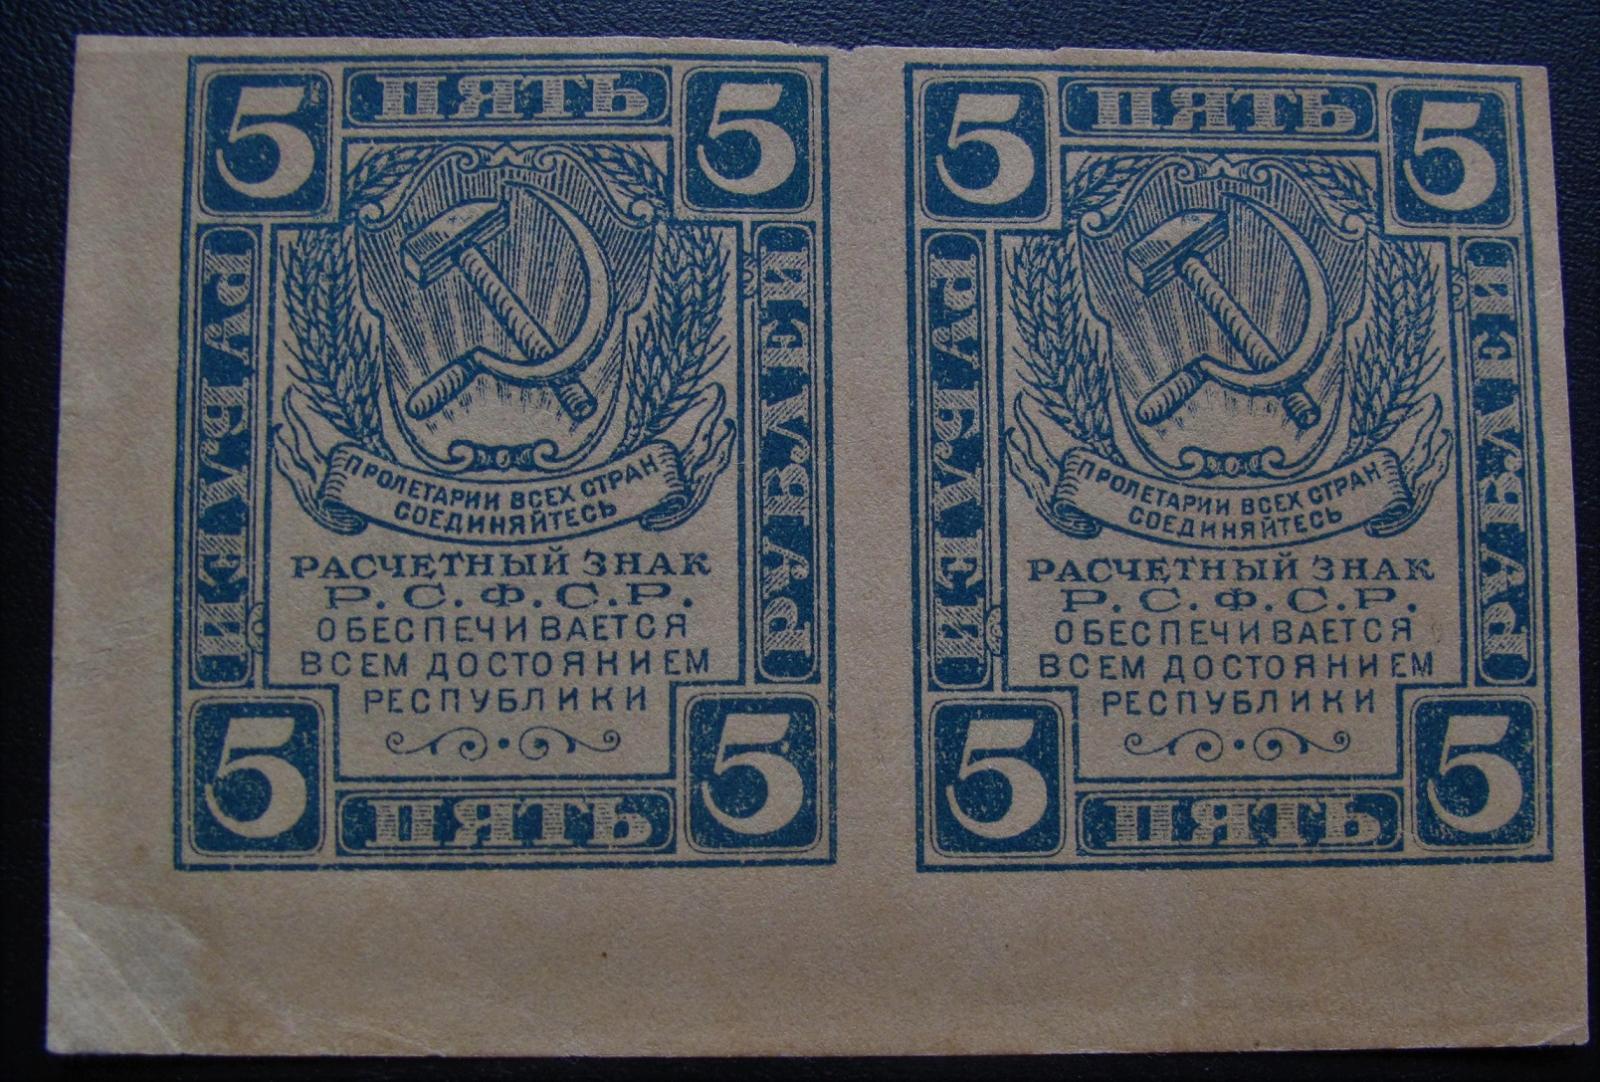 5 ПЯТЬ 5
РУБЛЕЙ
РУБЛЕЙ
ПРОЛЕТАРИИ ВСЕХ СТРАН
СОЕДИНЯЙТЕСЬ
РАСЧЕТНЫЙ ЗНАК
Р.С.Ф.С.Р.
ОБЕСПЕЧИВАЕТСЯ
ВСЕМ ДОСТОЯНИЕМ
РЕСПУБЛИКИ
5 ПЯТЬ 5
5 ПЯТЬ 5
РУБЛЕЙ
РУБЛЕЙ
ПРОЛЕТАРИИ ВСЕХ СТРАН
СОЕДИНЯЙТЕСЬ
РАСЧЕТНЫЙ ЗНАК
Р.С.Ф.С.Р.
ОБЕСПЕЧИВАЕТСЯ
ВСЕМ ДОСТОЯНИЕМ
РЕСПУБЛИКИ
5 ПЯТЬ 5